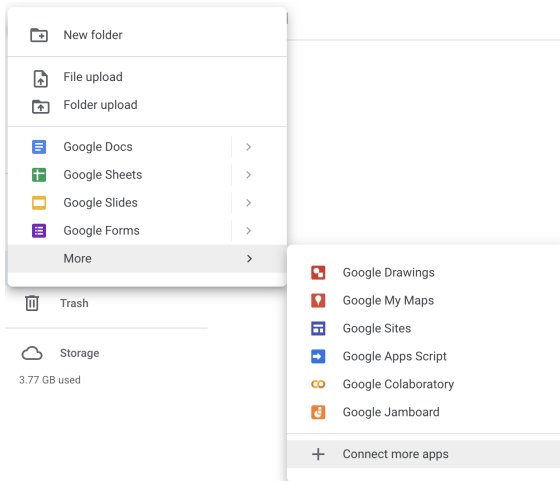 New folder
File upload
Folder upload
Google Docs
Google Sheets
Google Slides
Google Forms
More
Trash
Storage
3.77 GB used
Google Drawings
Google My Maps
Google Sites
Google Apps Script
Google Colaboratory
Google Jamboard
Connect more apps